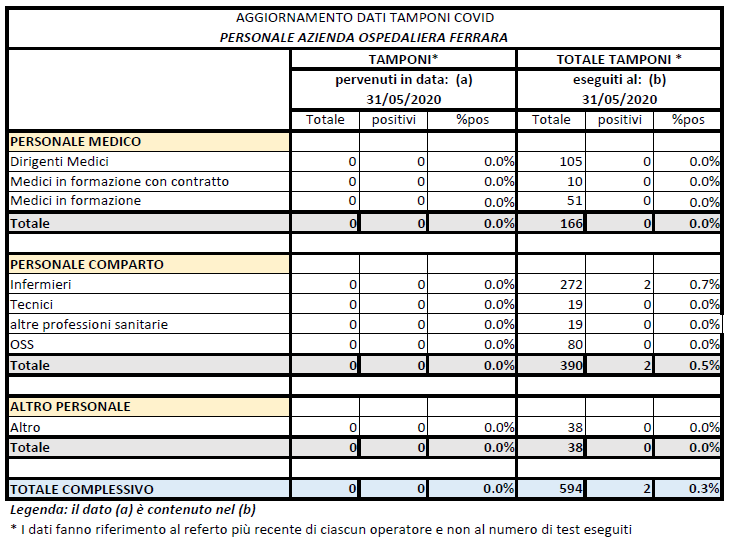 AGGIORNAMENTO DATI TAMPONI COVID
PERSONALE AZIENDA OSPEDALIERA FERRARA
TAMPONI* TOTALE TAMPONI *
pervenuti in data: (a) eseguiti al: (b)
31/05/2020 31/05/2020
Totale positivi %pos Totale positivi %pos
PERSONALE MEDICO
Dirigenti Medici 0 0 0.0% 105 0 0.0%
Medici in formazione con contratto 0 0 0.0% 10 0 0.0%
Medici in formazione 0 0 0.0% 51 0 0.0%
Totale 0 0 0.0% 166 0 0.0%
PERSONALE COMPARTO
Infermieri 0 0 0.0% 272 2 0.7%
Tecnici 0 0 0.0% 19 0 0.0%
altre professioni sanitarie 0 0 0.0% 19 0 0.0%
OSS 0 0 0.0% 80 0 0.0%
Totale 0 0 0.0% 390 2 0.5%
ALTRO PERSONALE
Altro 0 0 0.0% 38 0 0.0%
Totale 0 0 0.0% 38 0 0.0%
TOTALE COMPLESSIVO 0 0 0.0% 594 2 0.3%
Legenda: il dato (a) è contenuto nel (b)
* I dati fanno riferimento al referto più recente di ciascun operatore e non al numero di test eseguiti